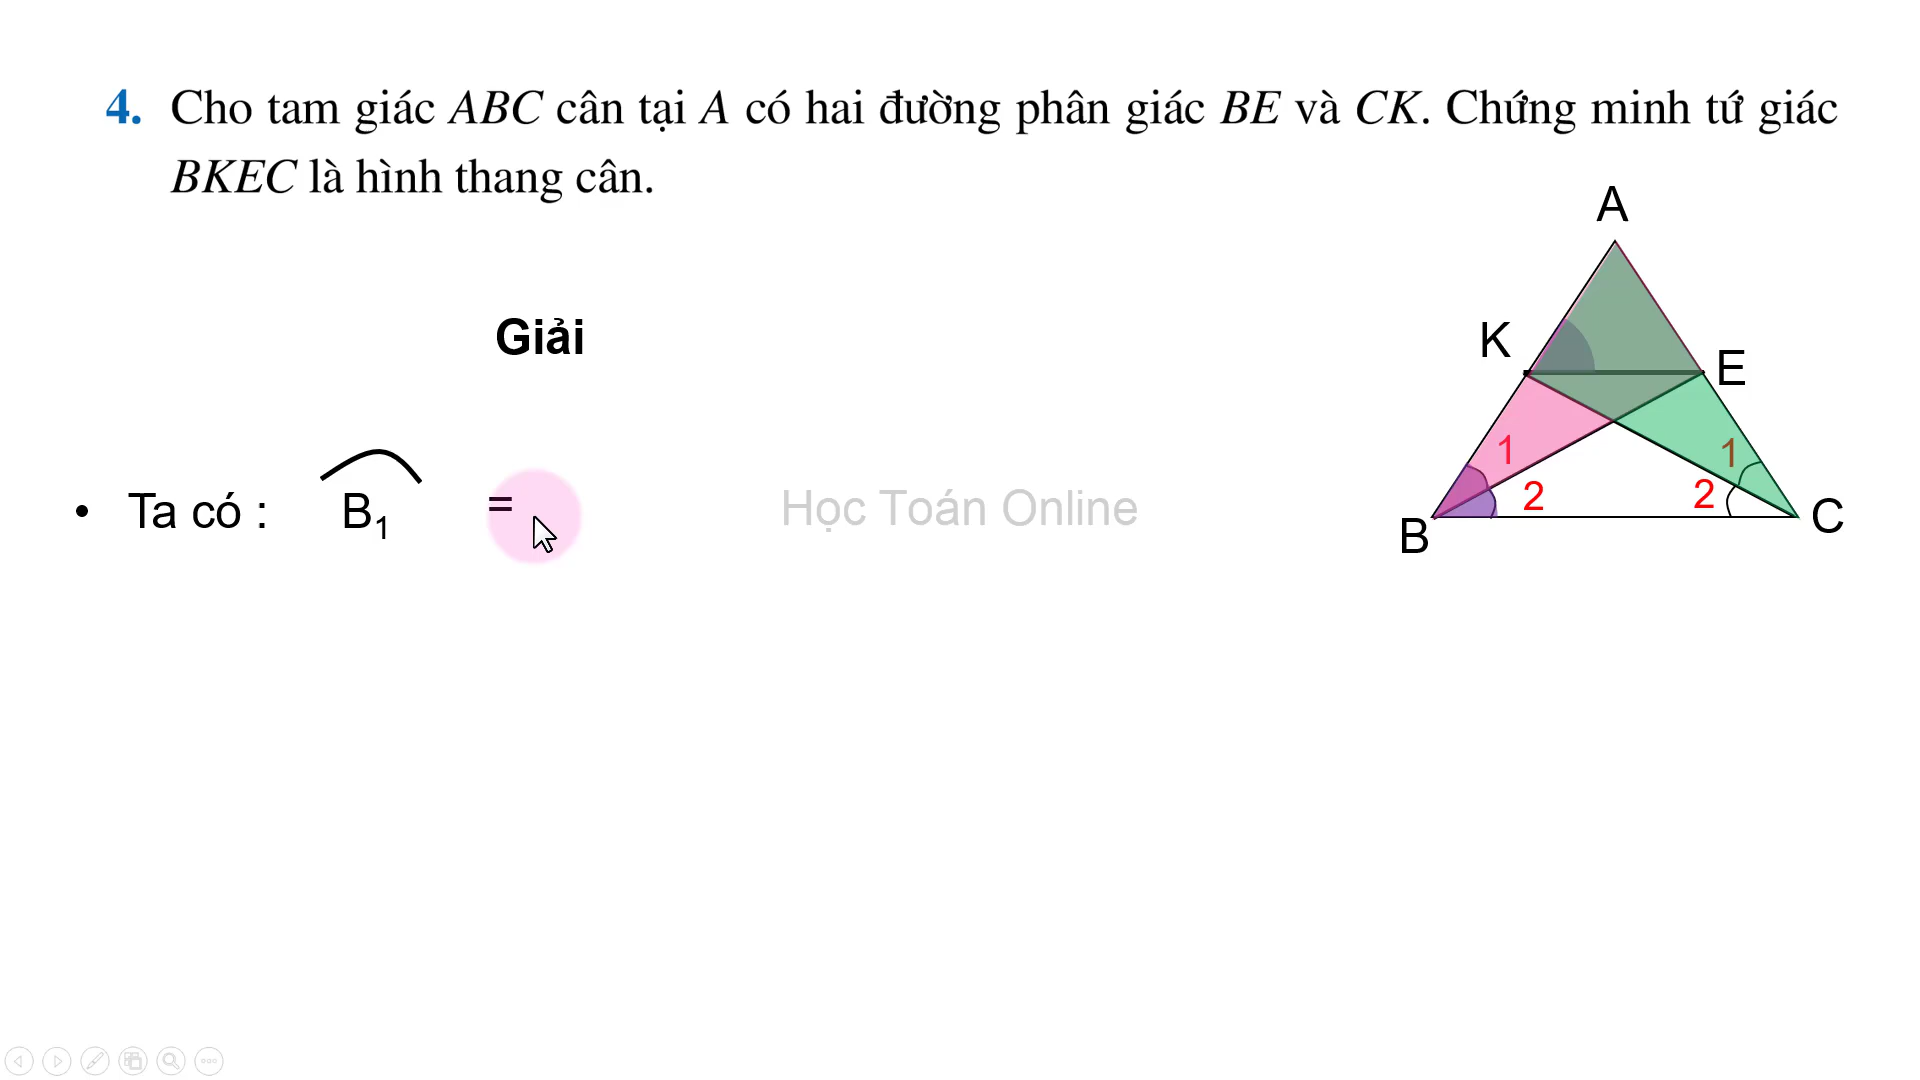 4. Cho tam giác ABC cân tại A có hai đường phân giác BE và CK. Chứng minh tứ giác
BKEC là hình thang cân.
A
Giải
K
E
1
1
• Ta có : B₁ =
Học Toán Online
2
2
B
C